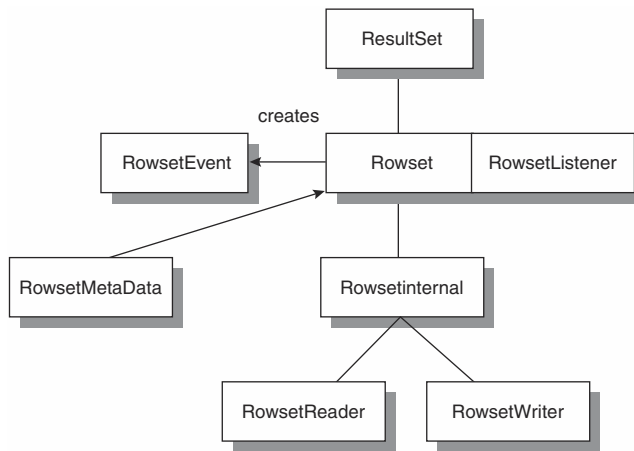 ResultSet
creates
RowsetEvent
Rowset
RowsetListener
RowsetMetaData
Rowsetinternal
RowsetReader
RowsetWriter